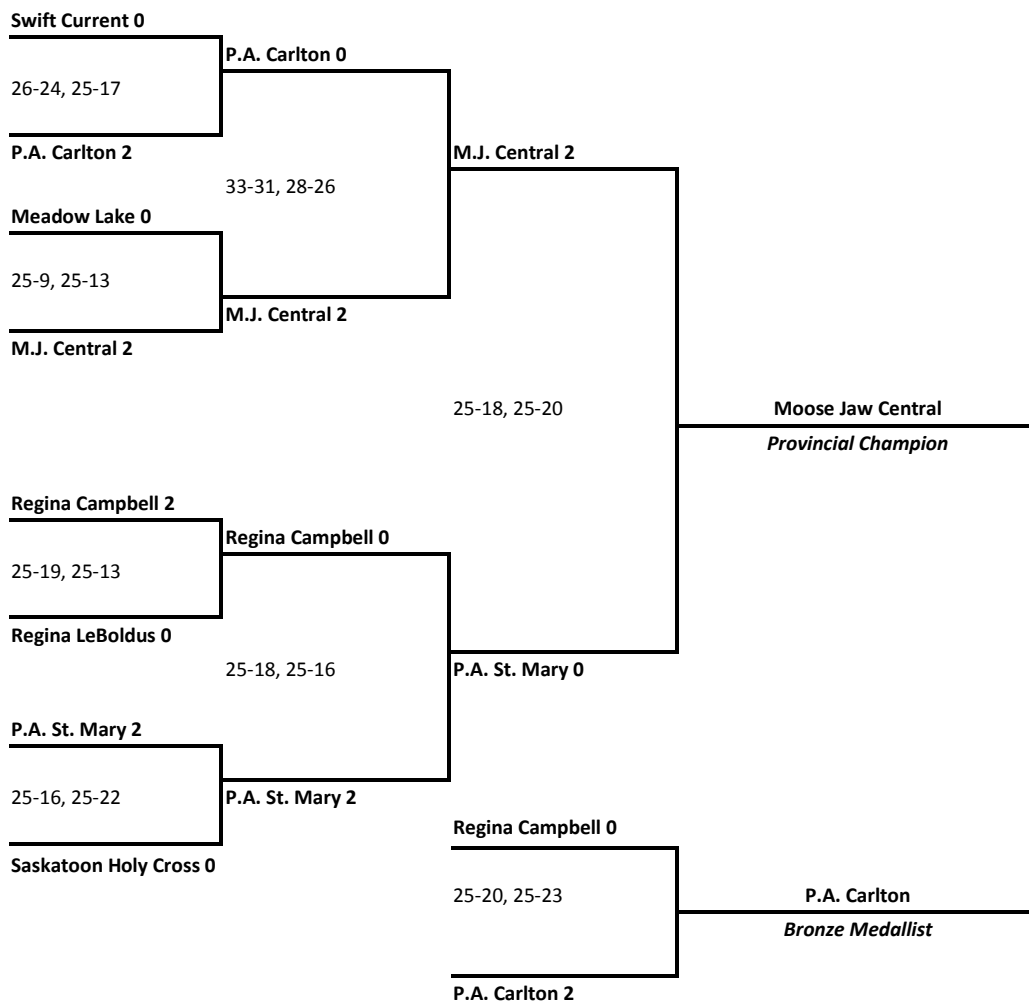 Swift Current 0
P.A. Carlton 0
26-24, 25-17
P.A. Carlton 2
M.J. Central 2
33-31, 28-26
Meadow Lake 0
25-9, 25-13
M.J. Central 2
M.J. Central 2
25-18, 25-20
Moose Jaw Central
Provincial Champion
Regina Campbell 2
Regina Campbell 0
25-19, 25-13
Regina LeBoldus 0
25-18, 25-16
P.A. St. Mary 0
P.A. St. Mary 2
25-16, 25-22
P.A. St. Mary 2
Regina Campbell 0
Saskatoon Holy Cross 0
25-20, 25-23
P.A. Carlton
Bronze Medallist
P.A. Carlton 2